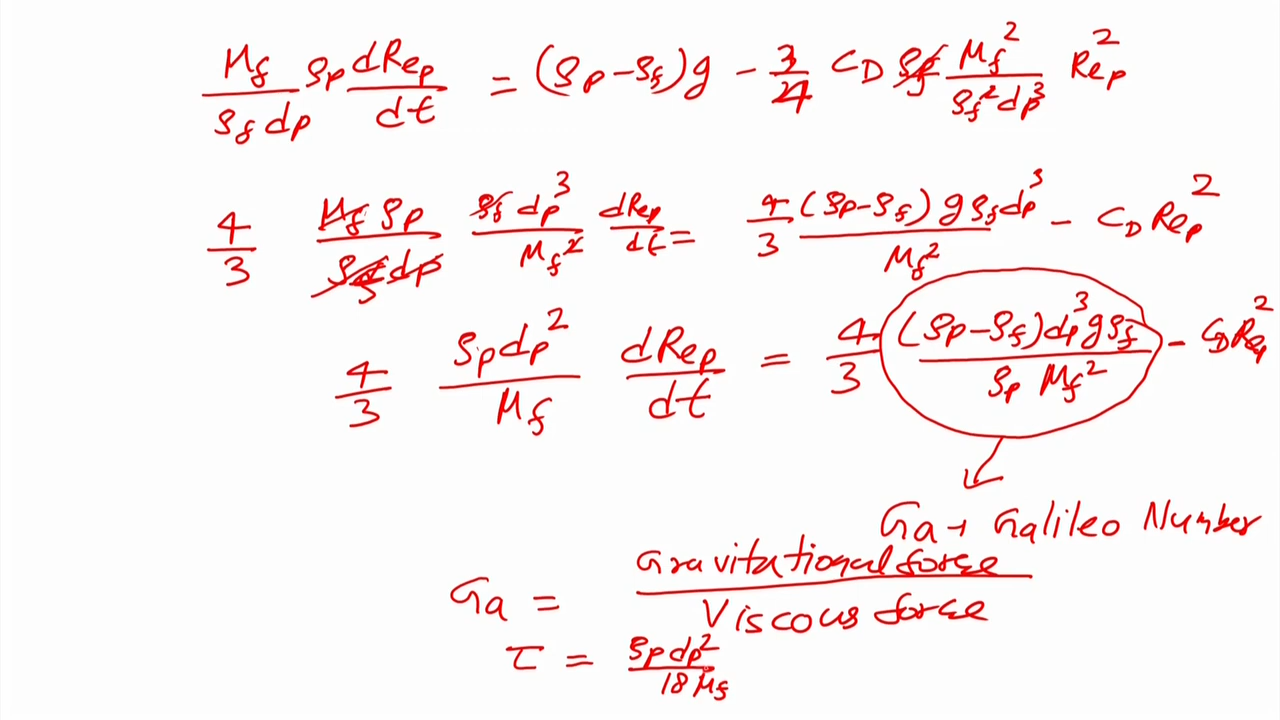 μf/(ρf dp) ρp dRep/dt = (ρp−ρf)g − 3/4 CD ρf μf²/(ρf² dp³) Rep²
4/3 μf ρp/(ρf dp) ρf dp³/μf² dRep/dt = 4/3 (ρp−ρf) g ρf dp³/μf² − CD Rep²
4/3 ρp dp²/μf dRep/dt = 4/3 (ρp−ρf) dp³ g ρf/(ρp μf²) − CD Rep²
Ga → Galileo Number
Ga = Gravitational force/Viscous force
τ = ρp dp²/18 μf